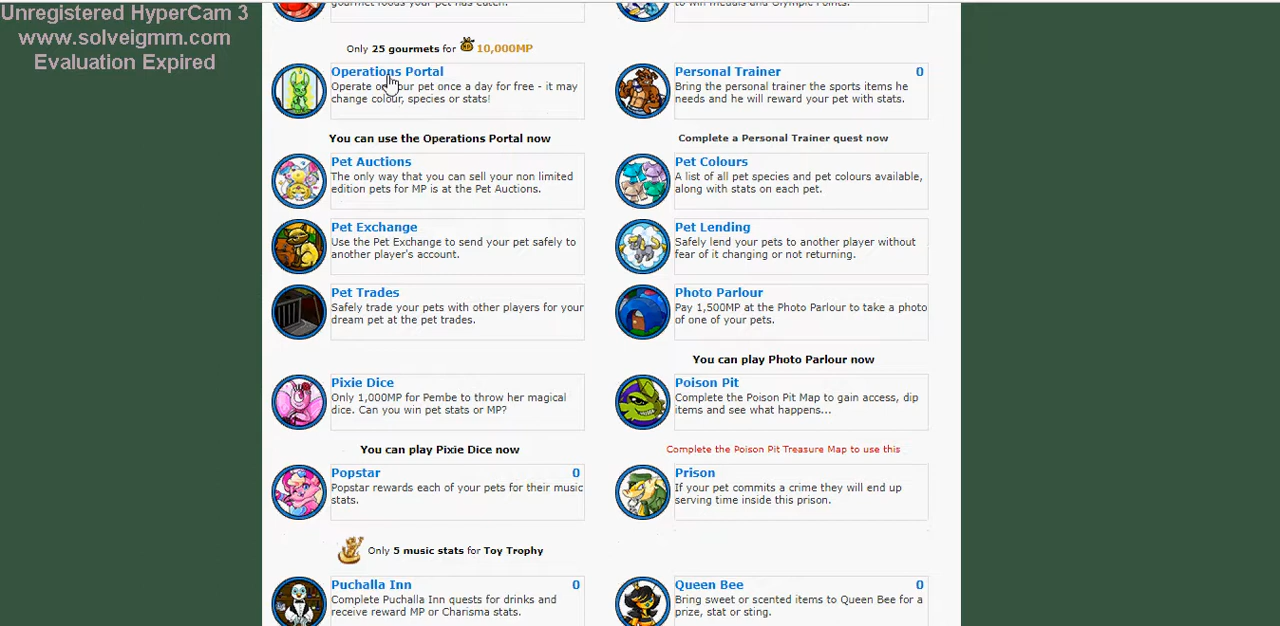 Unregistered HyperCam 3
www.solveigmm.com
Evaluation Expired
to win medals and Olympic Points.
Only 25 gourmets for 10,000MP
Operations Portal
Operate on your pet once a day for free - it may
change colour, species or stats!
Personal Trainer 0
Bring the personal trainer the sports items he
needs and he will reward your pet with stats.
You can use the Operations Portal now
Complete a Personal Trainer quest now
Pet Auctions
The only way that you can sell your non limited
edition pets for MP is at the Pet Auctions.
Pet Colours
A list of all pet species and pet colours available,
along with stats on each pet.
Pet Exchange
Use the Pet Exchange to send your pet safely to
another player's account.
Pet Lending
Safely lend your pets to another player without
fear of it changing or not returning.
Pet Trades
Safely trade your pets with other players for your
dream pet at the pet trades.
Photo Parlour
Pay 1,500MP at the Photo Parlour to take a photo
of one of your pets.
You can play Photo Parlour now
Pixie Dice
Only 1,000MP for Pembe to throw her magical
dice. Can you win pet stats or MP?
Poison Pit
Complete the Poison Pit Map to gain access, dip
items and see what happens...
You can play Pixie Dice now
Complete the Poison Pit Treasure Map to use this
Popstar 0
Popstar rewards each of your pets for their music
stats.
Prison
If your pet commits a crime they will end up
serving time inside this prison.
Only 5 music stats for Toy Trophy
Puchalla Inn 0
Complete Puchalla Inn quests for drinks and
receive reward MP or Charisma stats.
Queen Bee 0
Bring sweet or scented items to Queen Bee for a
prize, stat or sting.